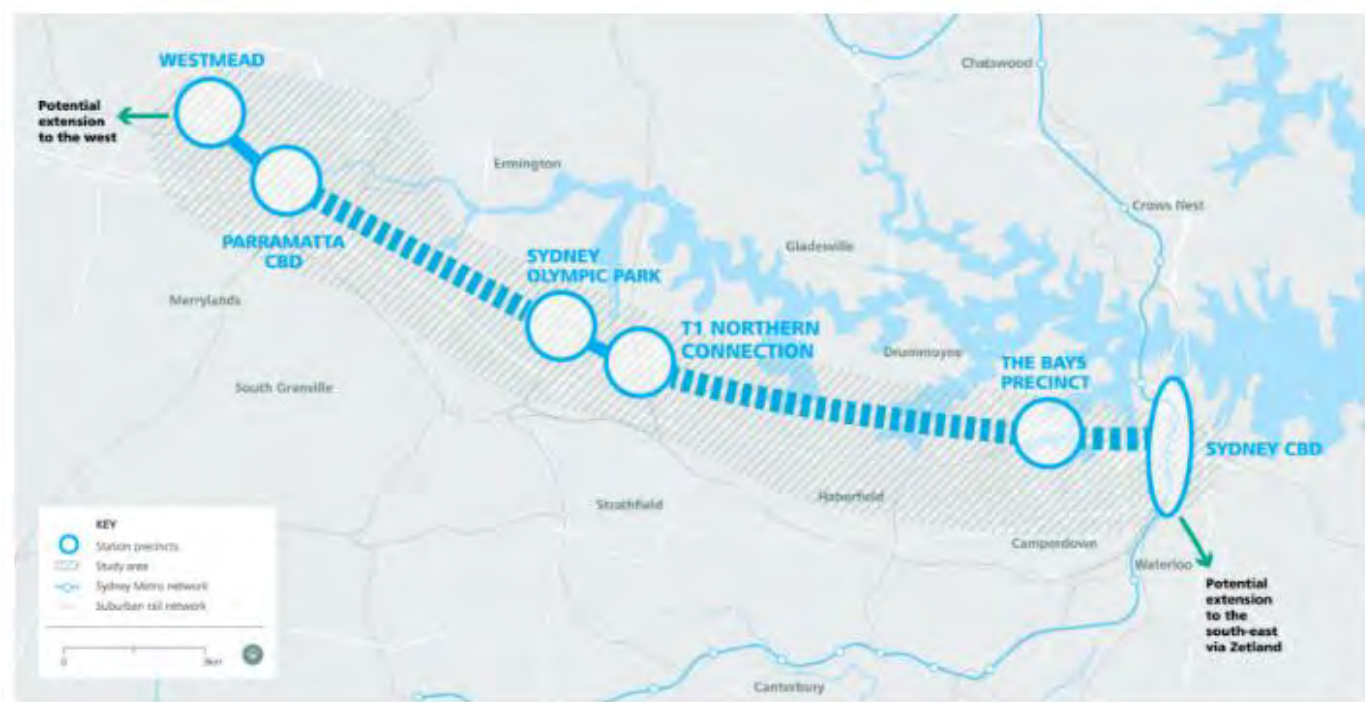 WESTMEAD
Potential
extension
to the west
Chatswood
Ermington
Crows Nest
PARRAMATTA
CBD
SYDNEY
OLYMPIC PARK
Gladesville
Merrylands
T1 NORTHERN
CONNECTION
Drummoyne
THE BAYS
PRECINCT
South Granville
SYDNEY CBD
Strathfield
Haberfield
Camperdown
Waterloo
KEY
Station precincts
Study area
Sydney Metro network
Suburban rail network
0
Potential
extension
to the
south-east
via Zetland
Canterbury